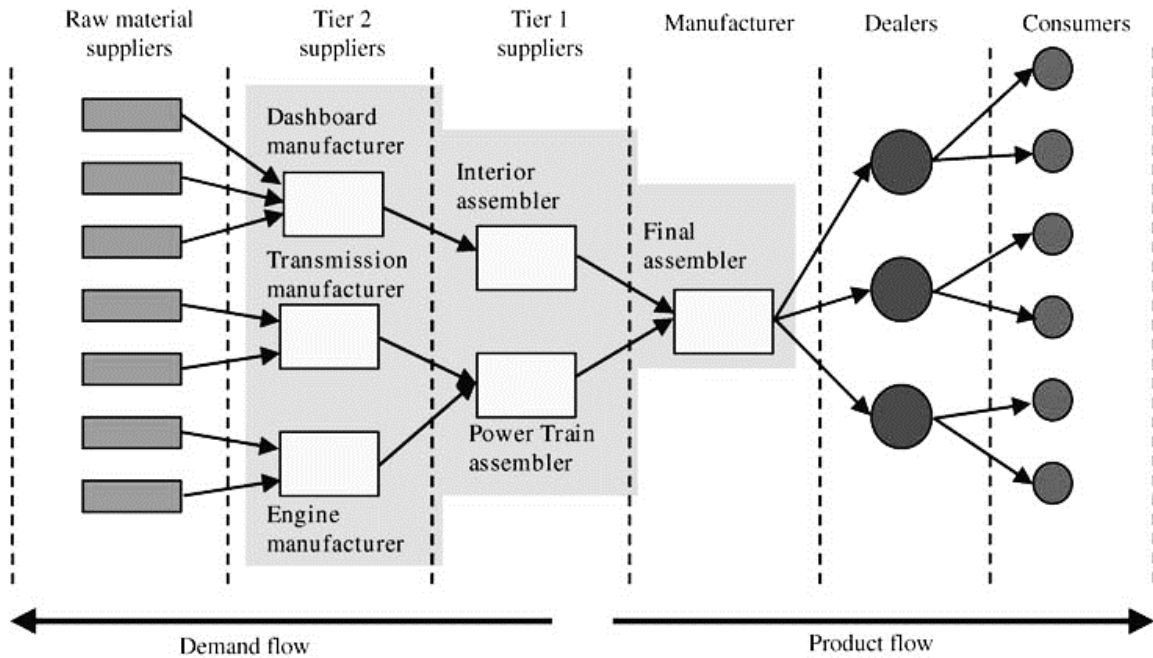 Raw material
suppliers
Tier 2
suppliers
Tier 1
suppliers
Manufacturer
Dealers
Consumers
Dashboard
manufacturer
Transmission
manufacturer
Engine
manufacturer
Interior
assembler
Power Train
assembler
Final
assembler
Demand flow
Product flow